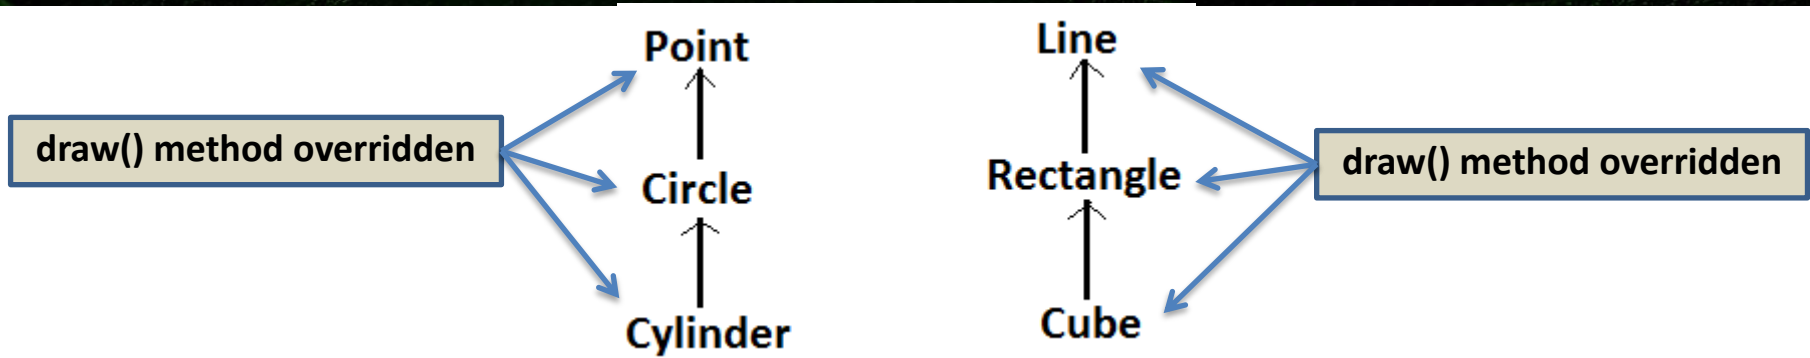 Point
Line
draw() method overridden
draw() method overridden
Circle
Rectangle
Cylinder
Cube